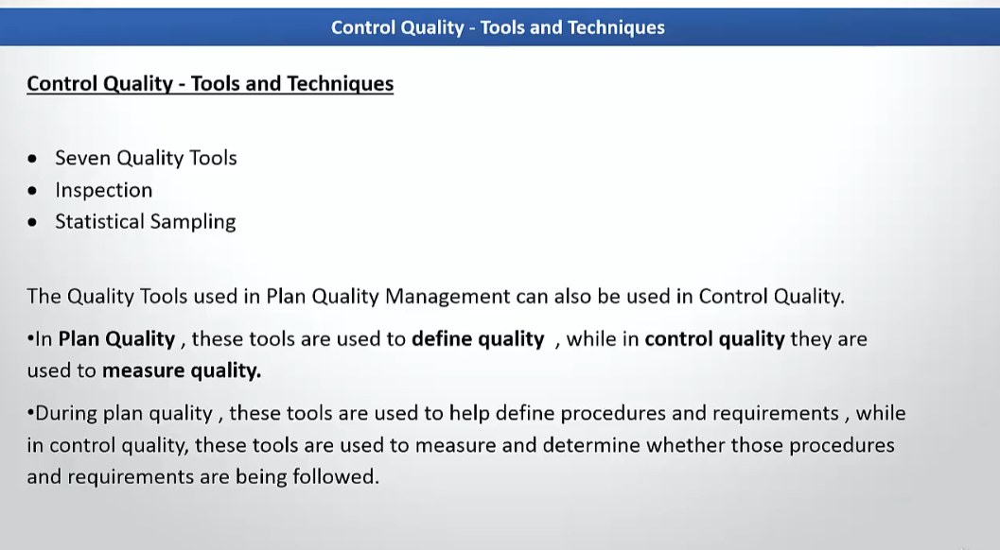 Control Quality - Tools and Techniques
Control Quality - Tools and Techniques
• Seven Quality Tools
• Inspection
• Statistical Sampling
The Quality Tools used in Plan Quality Management can also be used in Control Quality.
•In Plan Quality , these tools are used to define quality , while in control quality they are
used to measure quality.
•During plan quality , these tools are used to help define procedures and requirements , while
in control quality, these tools are used to measure and determine whether those procedures
and requirements are being followed.